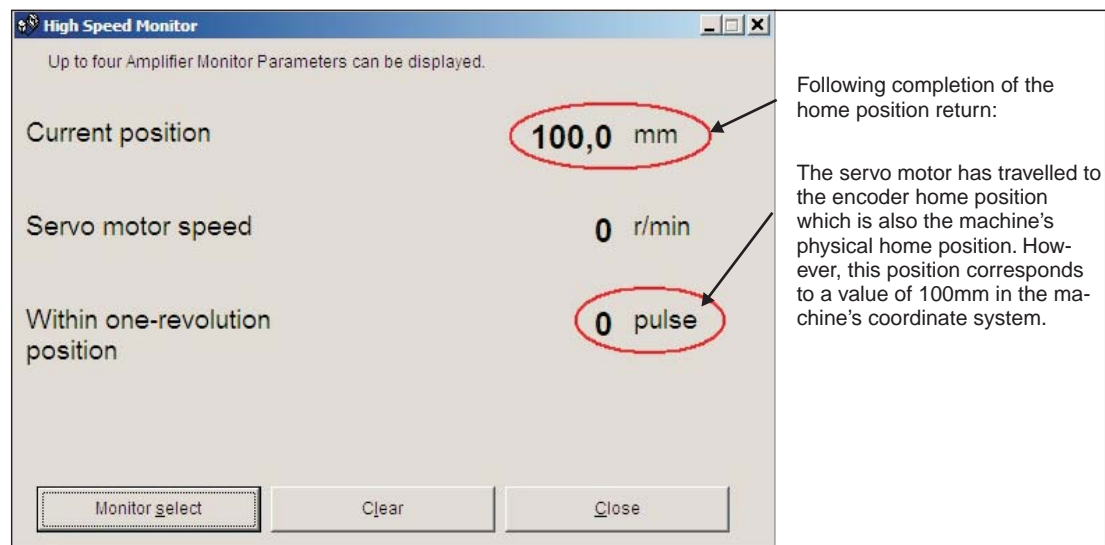 High Speed Monitor
Up to four Amplifier Monitor Parameters can be displayed.
Current position
100,0 mm
Servo motor speed
0 r/min
Within one-revolution
position
0 pulse
Monitor select
Clear
Close
Following completion of the
home position return:
The servo motor has travelled to
the encoder home position
which is also the machine’s
physical home position. How-
ever, this position corresponds
to a value of 100mm in the ma-
chine’s coordinate system.